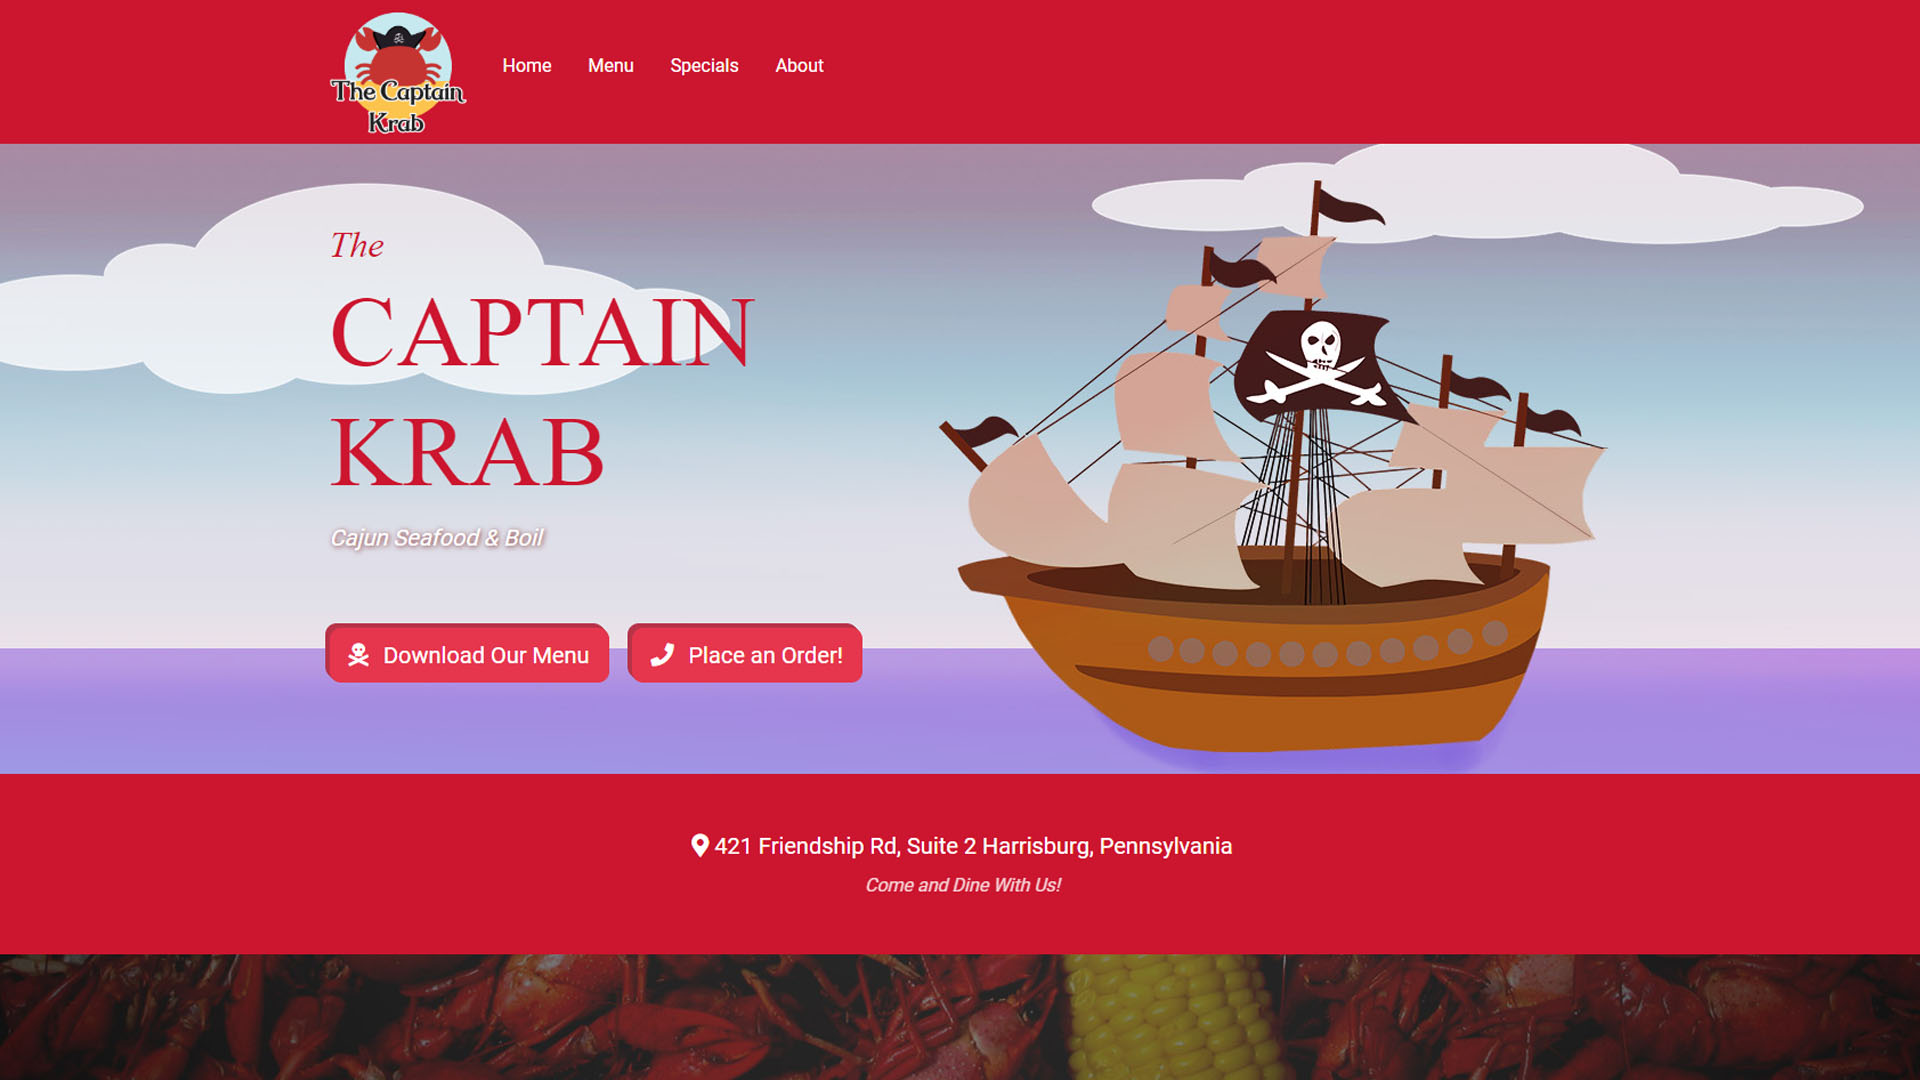 The Captain
Krab
Home Menu Specials About
The
CAPTAIN
KRAB
Cajun Seafood & Boil
Download Our Menu
Place an Order!
421 Friendship Rd, Suite 2 Harrisburg, Pennsylvania
Come and Dine With Us!